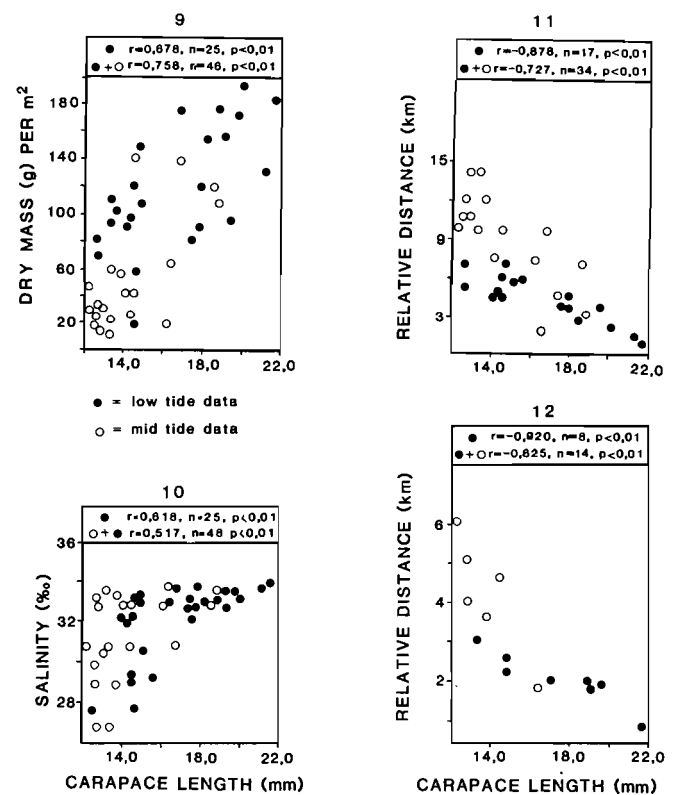 9
● r=0,678, n=25, p<0,01
●+○ r=0,758, n=46, p<0,01
DRY MASS (g) PER m²
180
140
100
60
20
14,0 18,0 22,0
● = low tide data
○ = mid tide data
10
● r=0,618, n=25, p<0,01
○+● r=0,517, n=48 p<0,01
SALINITY (‰)
36
32
28
14,0 18,0 22,0
CARAPACE LENGTH (mm)
11
● r=-0,878, n=17, p<0,01
●+○ r=-0,727, n=34, p<0,01
RELATIVE DISTANCE (km)
15
9
3
14,0 18,0 22,0
12
● r=-0,920, n=8, p<0,01
●+○ r=-0,825, n=14, p<0,01
RELATIVE DISTANCE (km)
6
4
2
14,0 18,0 22,0
CARAPACE LENGTH (mm)